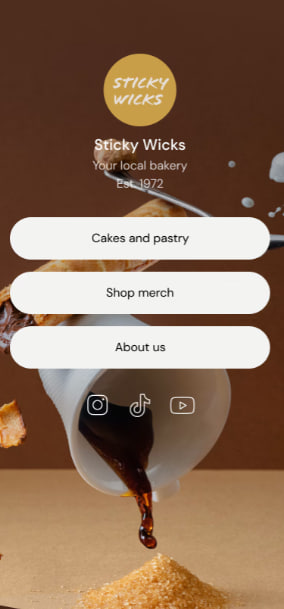 STICKY
WICKS
Sticky Wicks
Your local bakery
Est. 1972
Cakes and pastry
Shop merch
About us